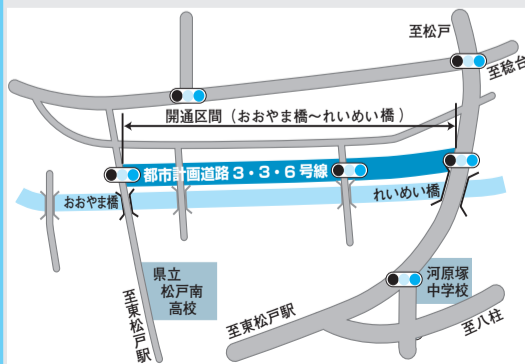 至松戸
至稔台
開通区間（おおやま橋〜れいめい橋）
都市計画道路3・3・6号線
おおやま橋
れいめい橋
県立
松戸南
高校
河原塚
中学校
至東松戸駅
至東松戸駅
至八柱